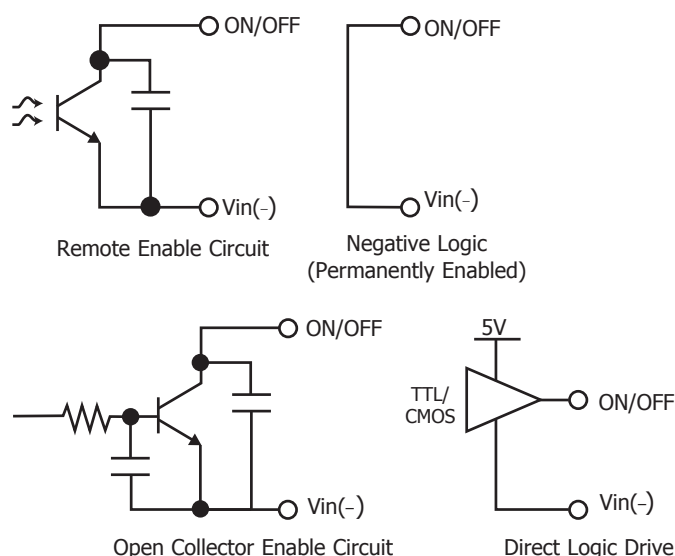 ON/OFF
Vin(–)
Remote Enable Circuit
ON/OFF
Vin(–)
Negative Logic
(Permanently Enabled)
ON/OFF
Vin(–)
Open Collector Enable Circuit
5V
TTL/
CMOS
ON/OFF
Vin(–)
Direct Logic Drive